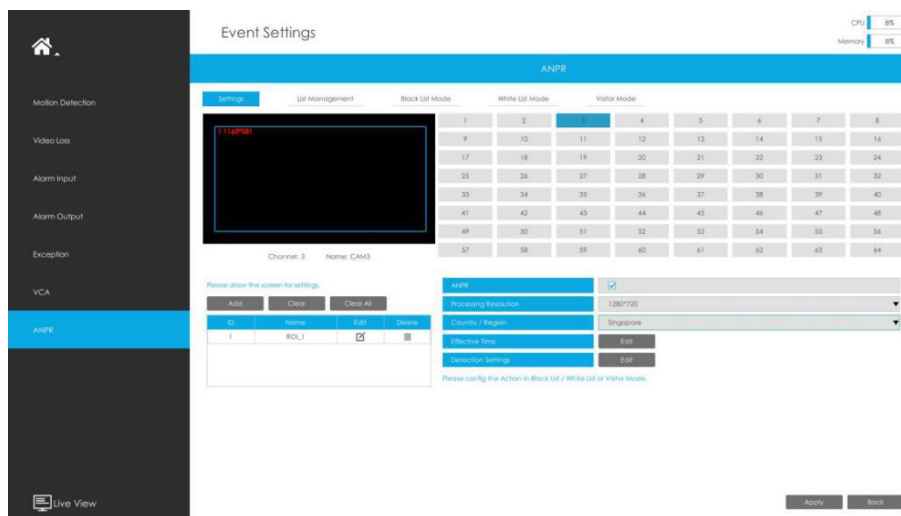 Event Settings
CPU 8%
Memory 8%
ANPR
Motion Detection
Video Loss
Alarm Input
Alarm Output
Exception
VCA
ANPR
Live View
Settings List Management Black List Mode White List Mode Visitor Mode
1 1160*581
Channel: 3 Name: CAM3
1 2 3 4 5 6 7 8
9 10 11 12 13 14 15 16
17 18 19 20 21 22 23 24
25 26 27 28 29 30 31 32
33 34 35 36 37 38 39 40
41 42 43 44 45 46 47 48
49 50 51 52 53 54 55 56
57 58 59 60 61 62 63 64
Please draw the screen for settings.
Add Clear Clear All
ID Name Edit Delete
1 ROI_1
ANPR
Processing Resolution 1280*720
Country / Region Singapore
Effective Time Edit
Detection Settings Edit
Please config the Action in Black List / White List or Visitor Mode.
Apply Back